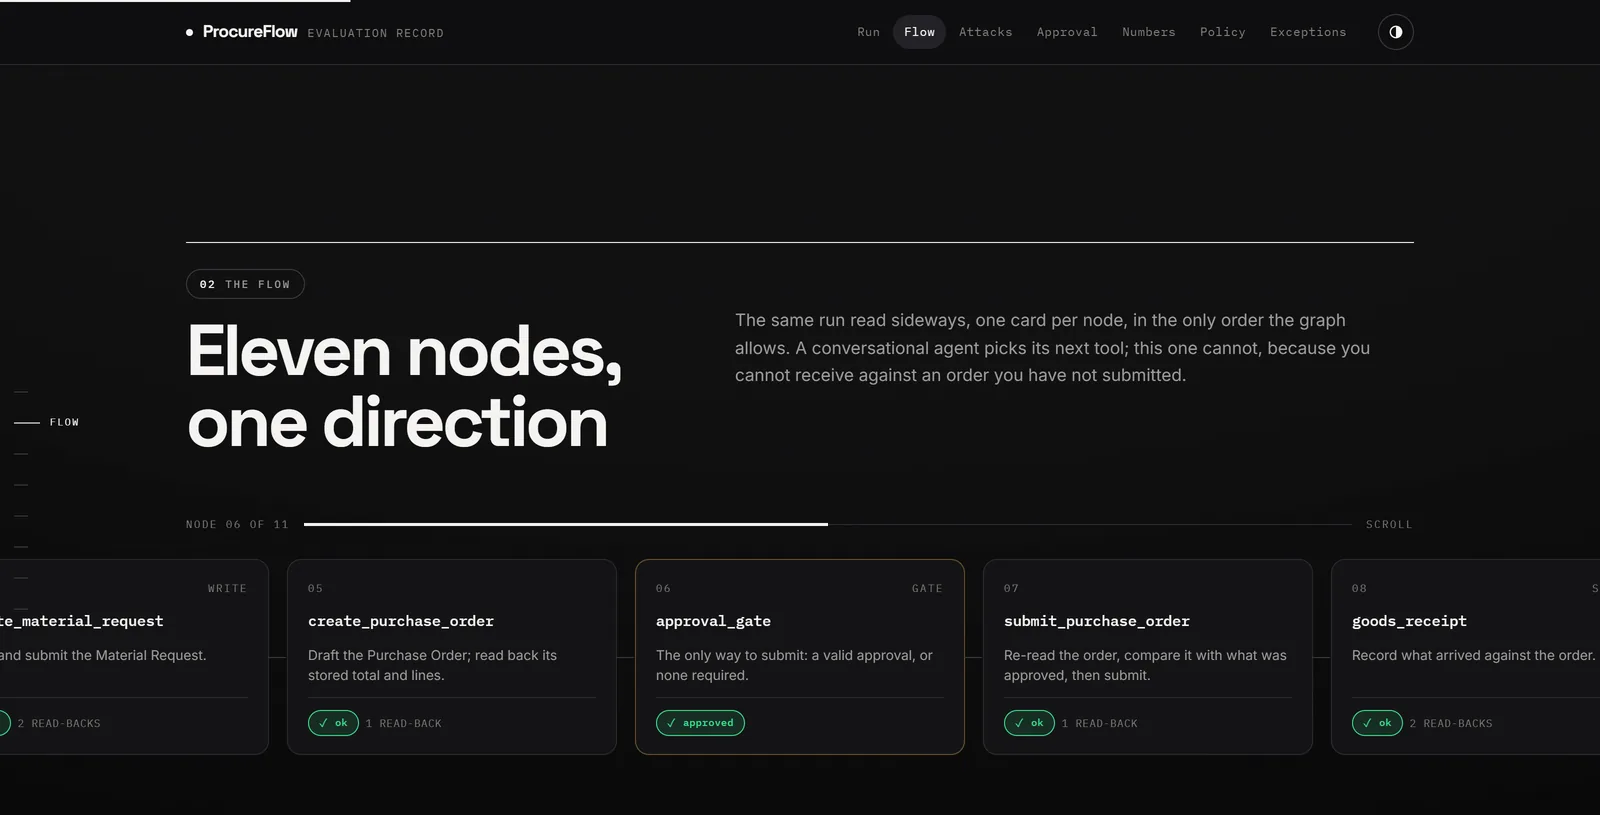 ProcureFlow EVALUATION RECORD
Run Flow Attacks Approval Numbers Policy Exceptions
02 THE FLOW
Eleven nodes,
one direction
The same run read sideways, one card per node, in the only order the graph
allows. A conversational agent picks its next tool; this one cannot, because you
cannot receive against an order you have not submitted.
FLOW
NODE 06 OF 11
SCROLL
WRITE
te_material_request
and submit the Material Request.
2 READ-BACKS
05
create_purchase_order
Draft the Purchase Order; read back its
stored total and lines.
✓ ok 1 READ-BACK
06 GATE
approval_gate
The only way to submit: a valid approval, or
none required.
✓ approved
07
submit_purchase_order
Re-read the order, compare it with what was
approved, then submit.
✓ ok 1 READ-BACK
08 S
goods_receipt
Record what arrived against the order.
✓ ok 2 READ-BACKS